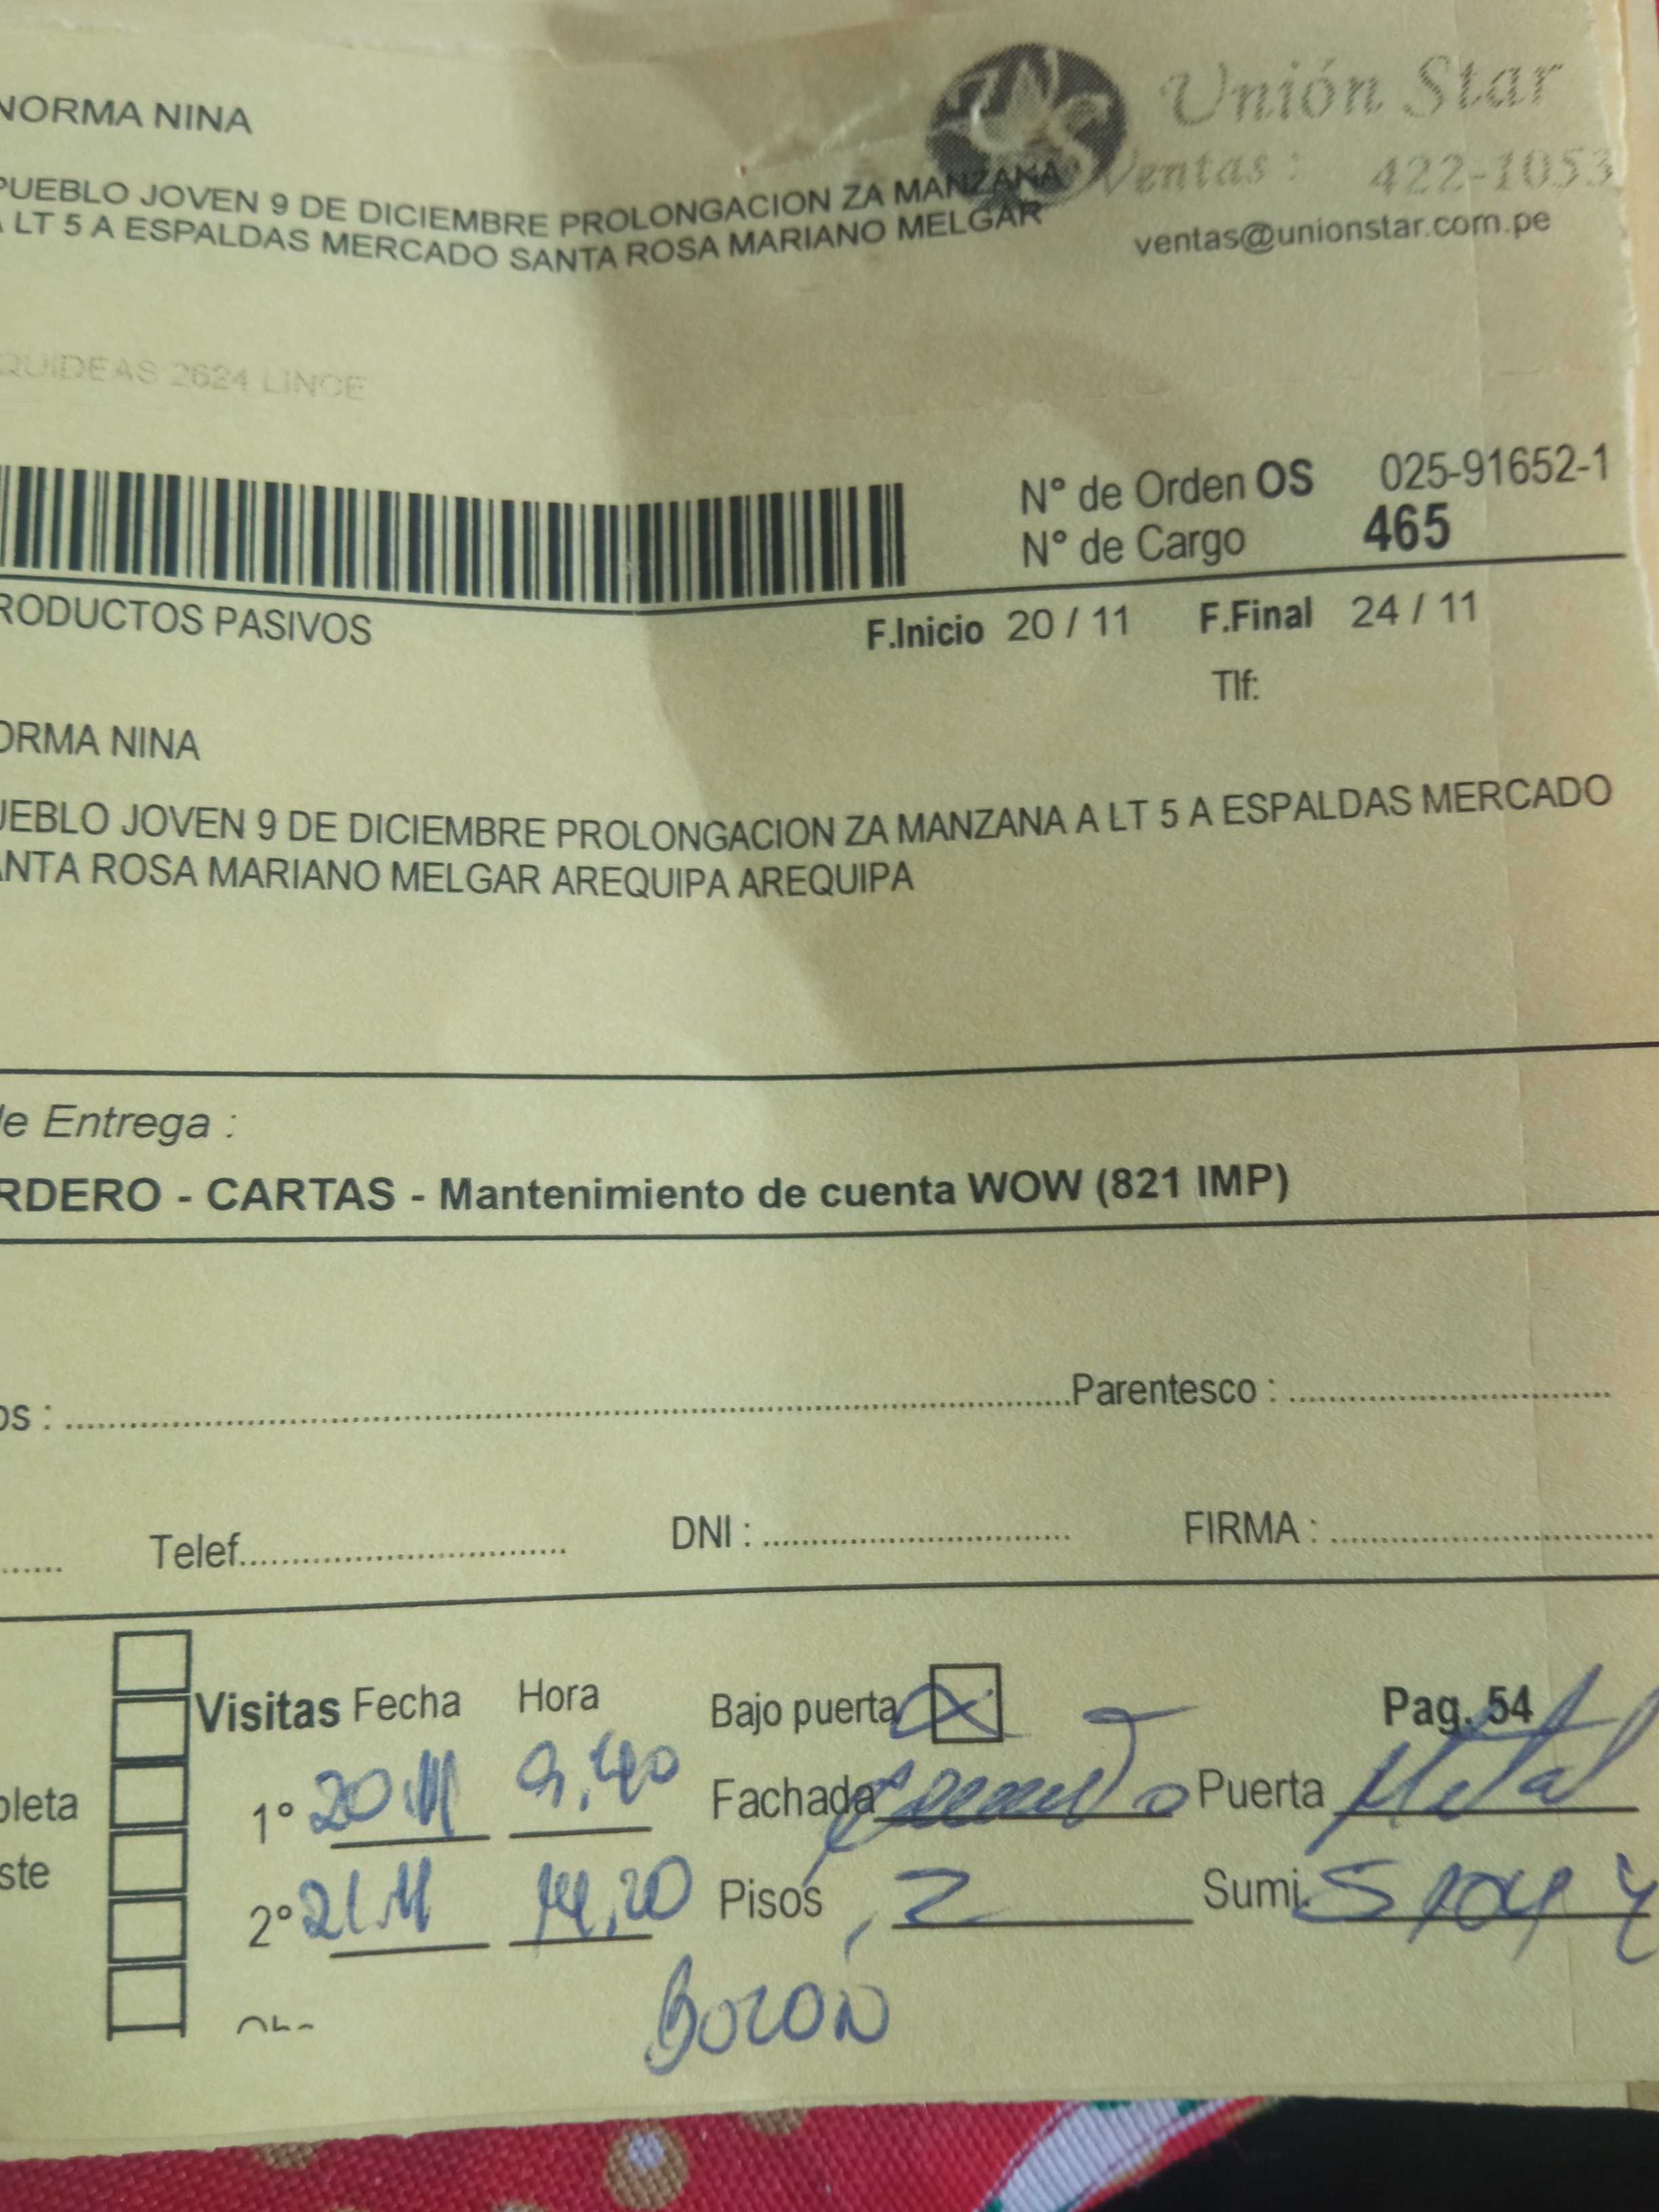 NORMA NINA
Unión Star
Ventas: 422-1053
ventas@unionstar.com.pe
PUEBLO JOVEN 9 DE DICIEMBRE PROLONGACION ZA MANZANA
A LT 5 A ESPALDAS MERCADO SANTA ROSA MARIANO MELGAR
QUIDEAS 2624 LINCE
N° de Orden OS 025-91652-1
N° de Cargo 465
RODUCTOS PASIVOS
F.Inicio 20 / 11 F.Final 24 / 11
Tlf:
ORMA NINA
UEBLO JOVEN 9 DE DICIEMBRE PROLONGACION ZA MANZANA A LT 5 A ESPALDAS MERCADO
ANTA ROSA MARIANO MELGAR AREQUIPA AREQUIPA
de Entrega :
RDERO - CARTAS - Mantenimiento de cuenta WOW (821 IMP)
os : Parentesco :
Telef. DNI : FIRMA :
Visitas Fecha Hora Bajo puerta X Pag. 54
pleta 1° 20 11 9,40 Fachada Puerta Metal
ste 2° 21.11 14,20 Pisos 2 Sumi.